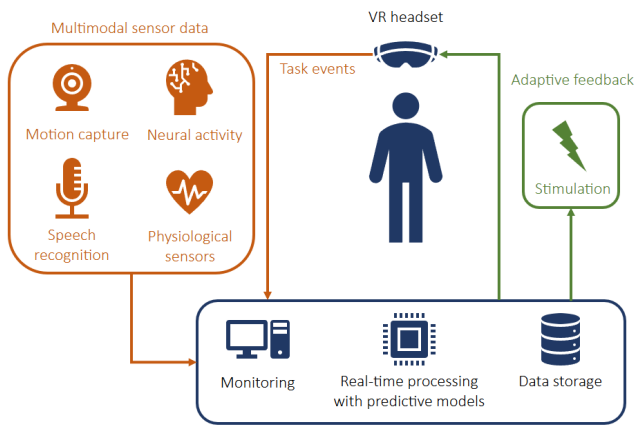 Multimodal sensor data
Motion capture
Neural activity
Speech
recognition
Physiological
sensors
VR headset
Task events
Adaptive feedback
Stimulation
Monitoring
Real-time processing
with predictive models
Data storage